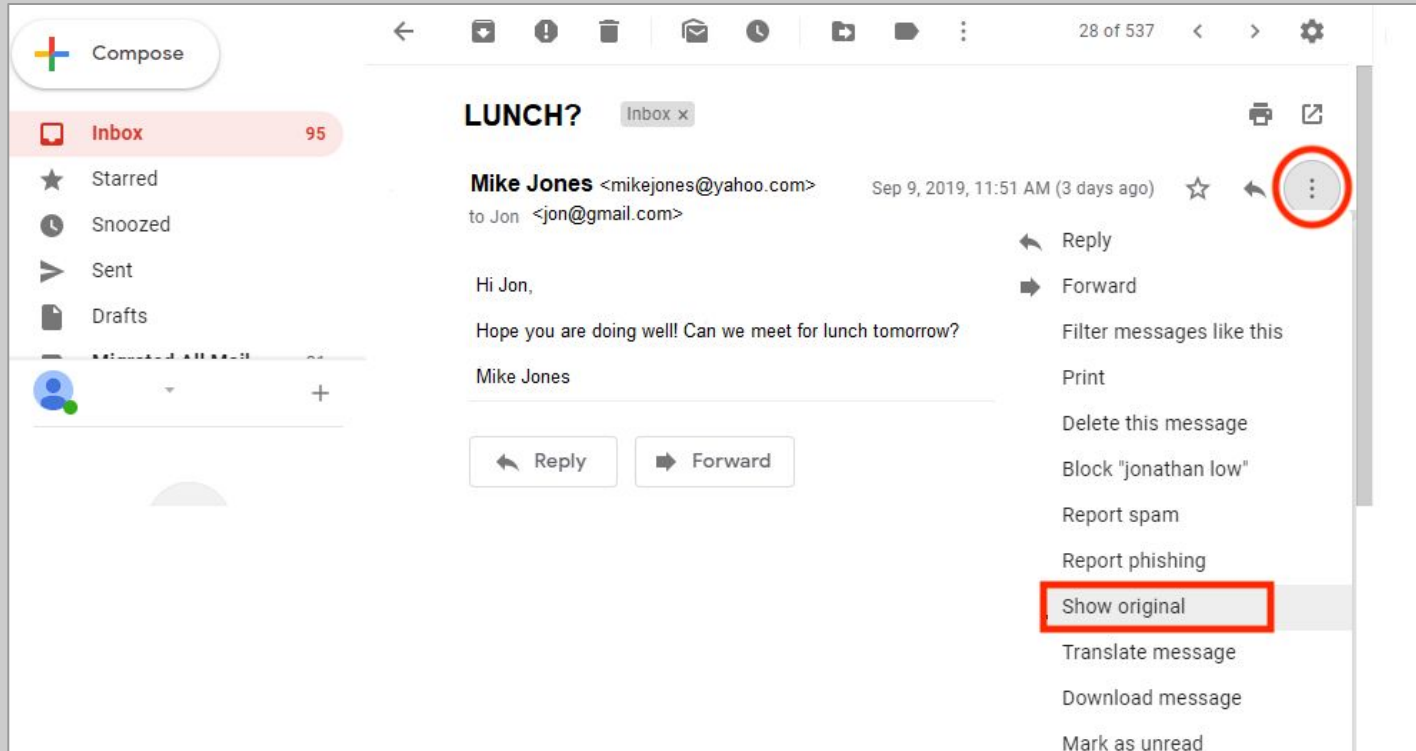 Compose
28 of 537
Inbox 95
Starred
Snoozed
Sent
Drafts
Migrated All Mail
LUNCH? Inbox x
Mike Jones <mikejones@yahoo.com> Sep 9, 2019, 11:51 AM (3 days ago)
to Jon <jon@gmail.com>
Hi Jon,
Hope you are doing well! Can we meet for lunch tomorrow?
Mike Jones
Reply Forward
Reply
Forward
Filter messages like this
Print
Delete this message
Block "jonathan low"
Report spam
Report phishing
Show original
Translate message
Download message
Mark as unread